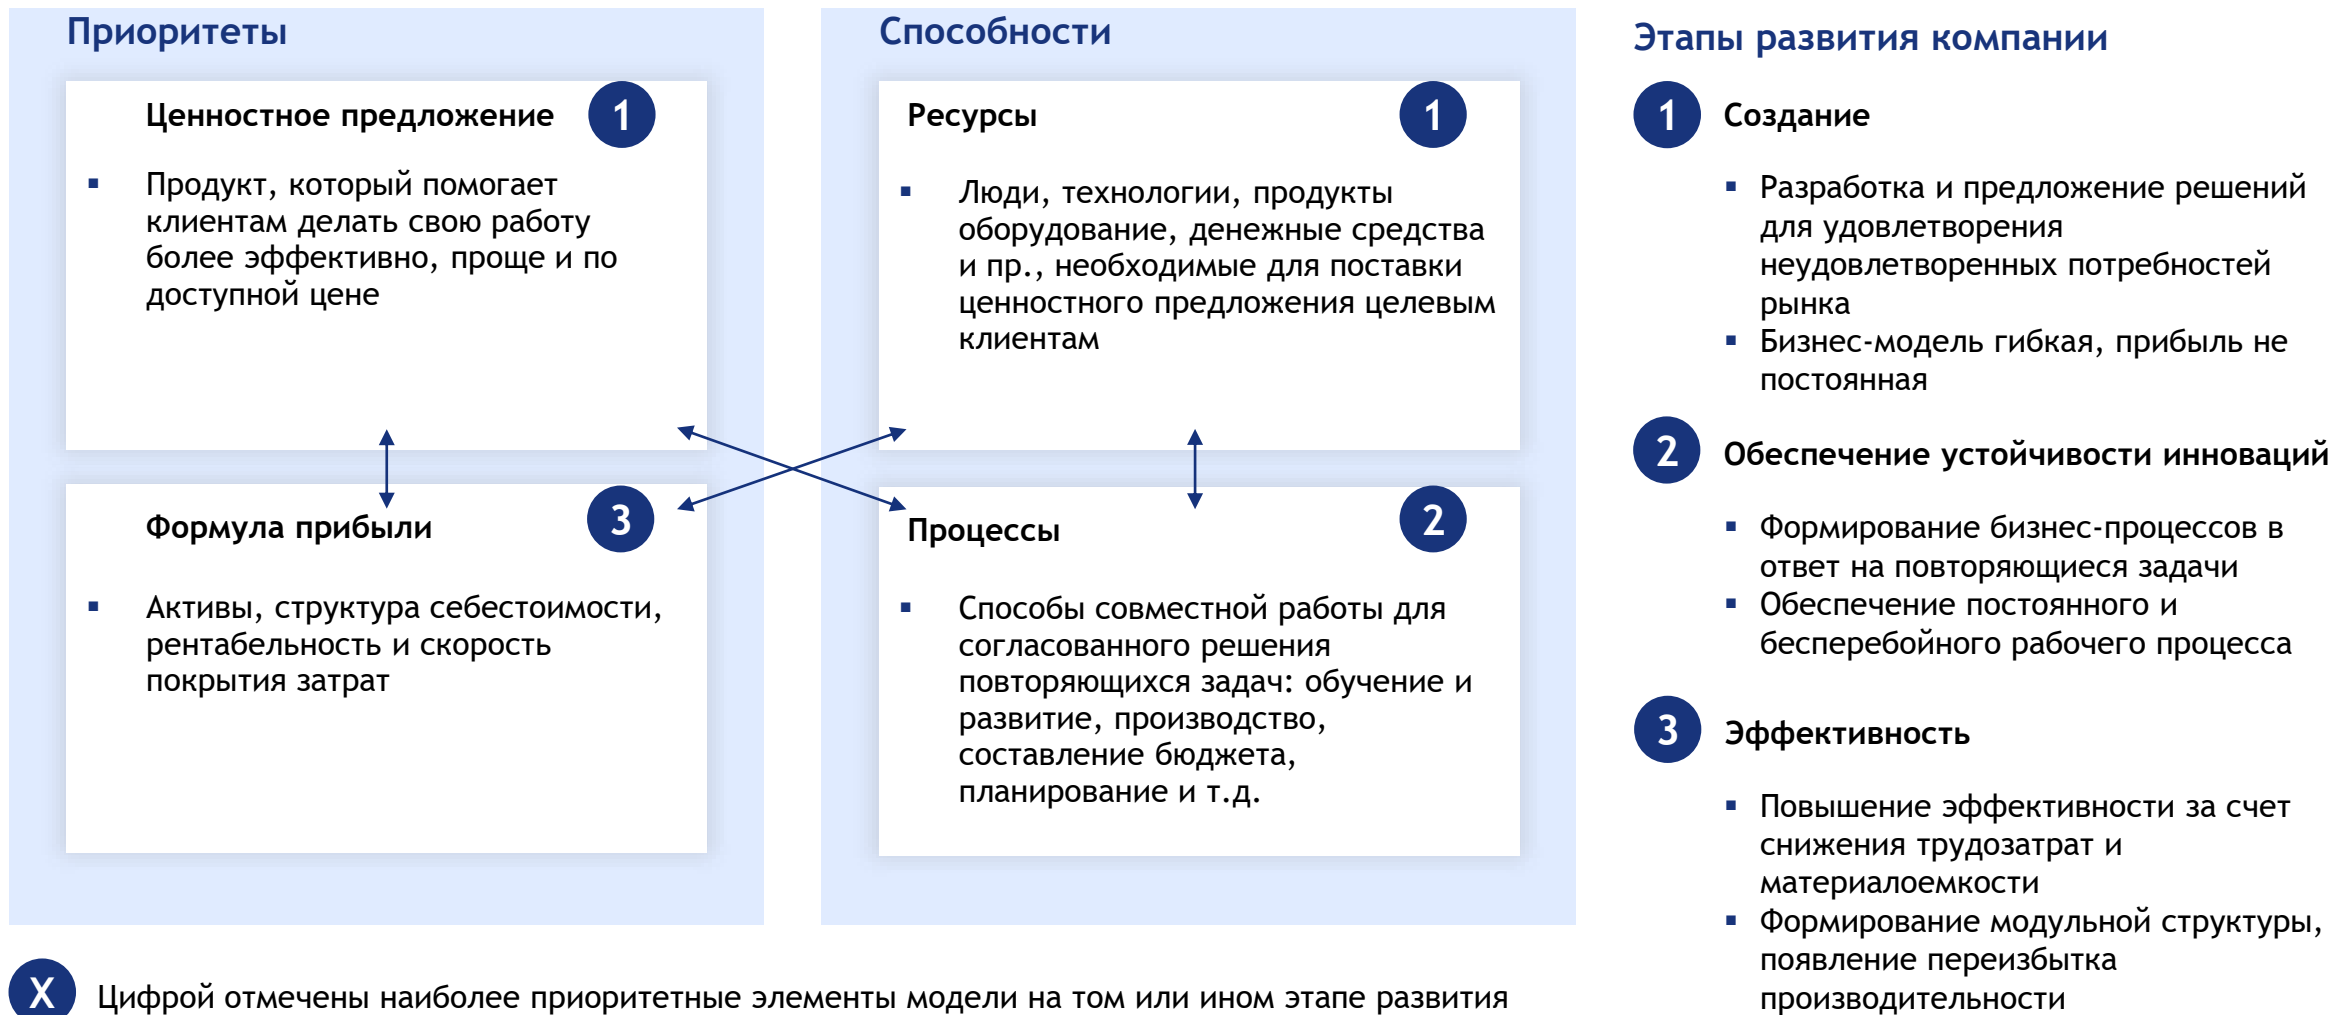 Приоритеты
Ценностное предложение
1
▪ Продукт, который помогает
клиентам делать свою работу
более эффективно, проще и по
доступной цене
Формула прибыли
3
▪ Активы, структура себестоимости,
рентабельность и скорость
покрытия затрат
Способности
Ресурсы
1
▪ Люди, технологии, продукты
оборудование, денежные средства
и пр., необходимые для поставки
ценностного предложения целевым
клиентам
Процессы
2
▪ Способы совместной работы для
согласованного решения
повторяющихся задач: обучение и
развитие, производство,
составление бюджета,
планирование и т.д.
X Цифрой отмечены наиболее приоритетные элементы модели на том или ином этапе развития
Этапы развития компании
1 Создание
▪ Разработка и предложение решений
для удовлетворения
неудовлетворенных потребностей
рынка
▪ Бизнес-модель гибкая, прибыль не
постоянная
2 Обеспечение устойчивости инноваций
▪ Формирование бизнес-процессов в
ответ на повторяющиеся задачи
▪ Обеспечение постоянного и
бесперебойного рабочего процесса
3 Эффективность
▪ Повышение эффективности за счет
снижения трудозатрат и
материалоемкости
▪ Формирование модульной структуры,
появление переизбытка
производительности